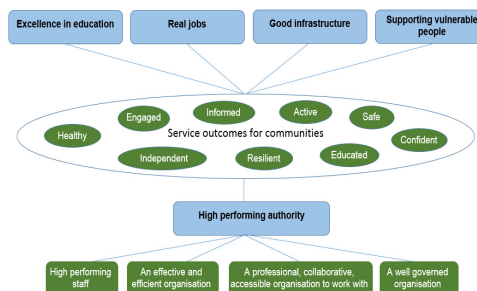 Excellence in education
Real jobs
Good infrastructure
Supporting vulnerable
people
Informed
Active
Engaged
Safe
Healthy
Service outcomes for communities
Confident
Independent
Resilient
Educated
High performing authority
High performing
staff
An effective and
efficient organisation
A professional, collaborative,
accessible organisation to work with
A well governed
organisation